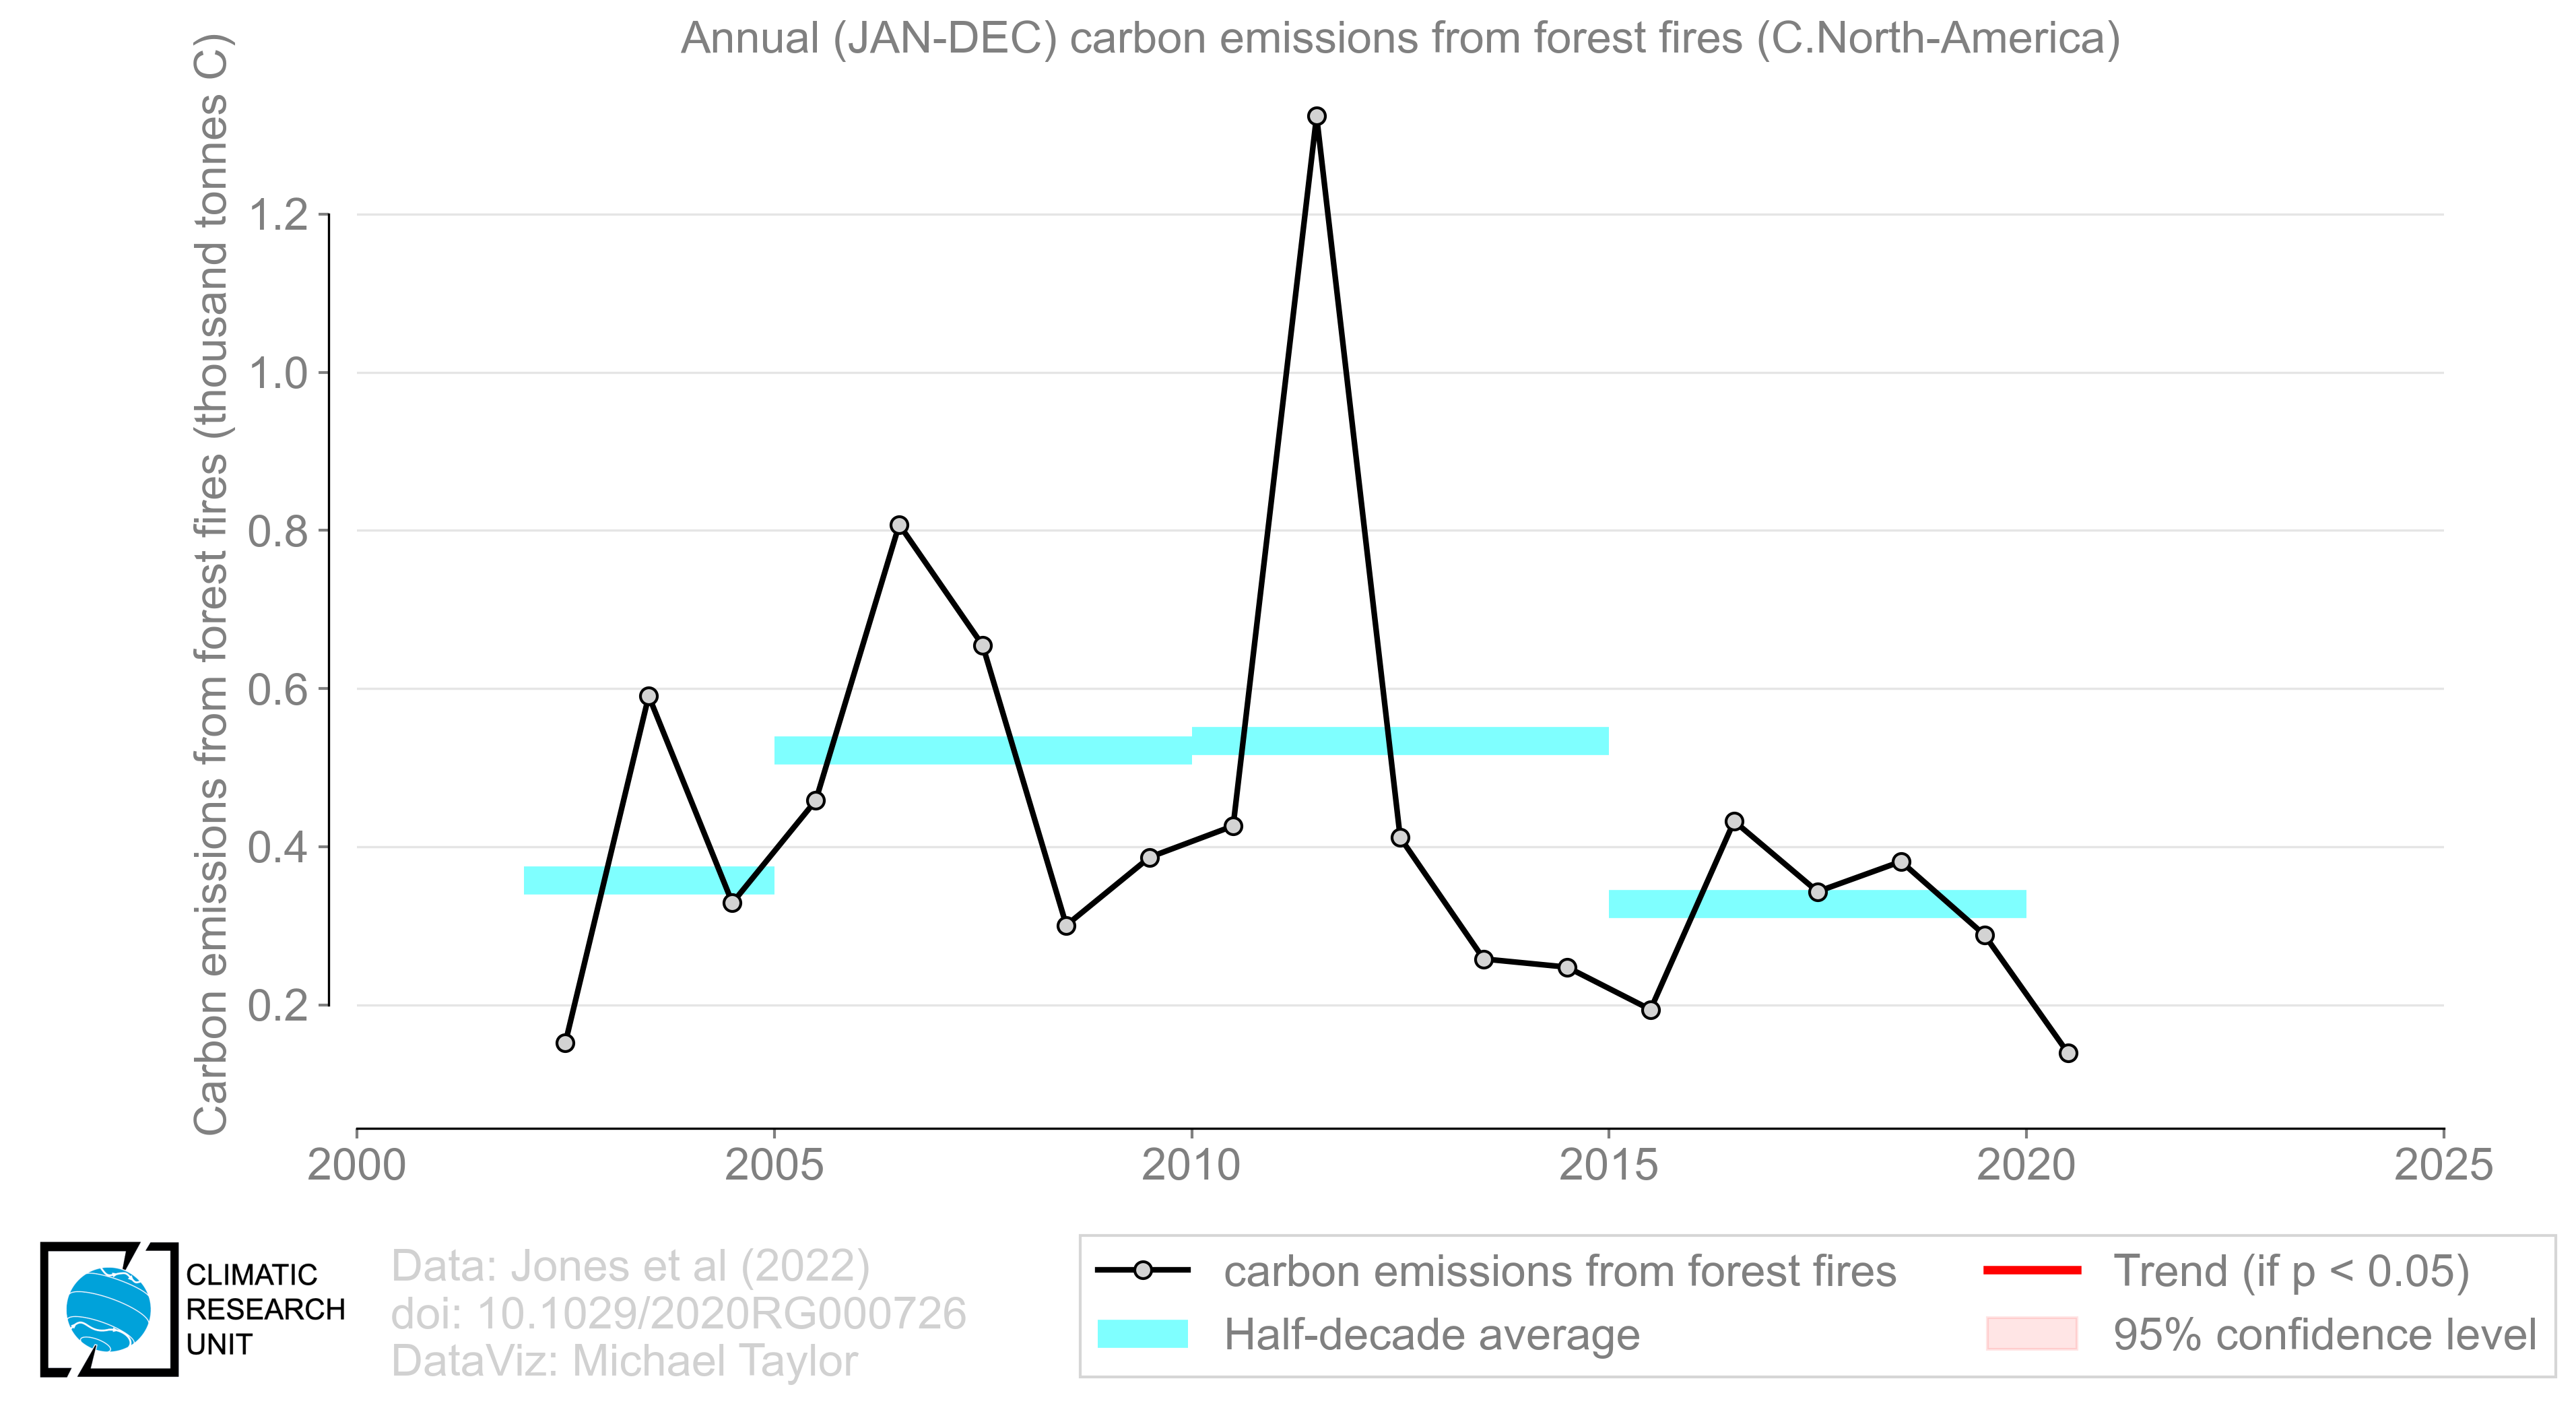 Annual (JAN-DEC) carbon emissions from forest fires (C.North-America)
Carbon emissions from forest fires (thousand tonnes C)
1.2
1.0
0.8
0.6
0.4
0.2
2000 2005 2010 2015 2020 2025
CLIMATIC
RESEARCH
UNIT
Data: Jones et al (2022)
doi: 10.1029/2020RG000726
DataViz: Michael Taylor
carbon emissions from forest fires
Half-decade average
Trend (if p < 0.05)
95% confidence level